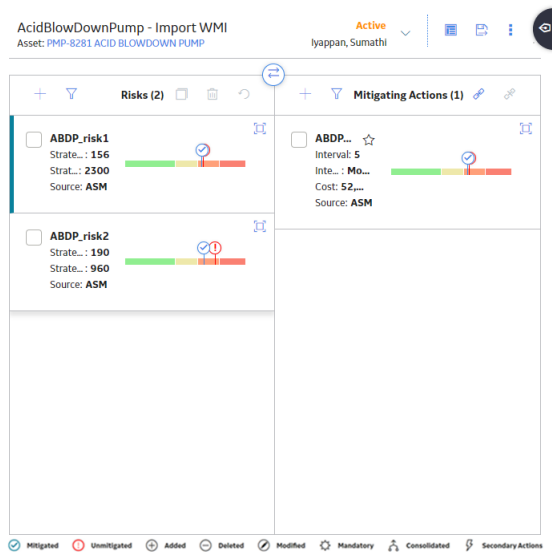 AcidBlowDownPump - Import WMI
Asset: PMP-8281 ACID BLOWDOWN PUMP
Active
Iyappan, Sumathi
Risks (2)
ABDP_risk1
Strate... : 156
Strat...: 2300
Source: ASM
ABDP_risk2
Strate... : 190
Strate... : 960
Source: ASM
Mitigating Actions (1)
ABDP...
Interval: 5
Inte... : Mo...
Cost: 52,...
Source: ASM
Mitigated Unmitigated Added Deleted Modified Mandatory Consolidated Secondary Actions